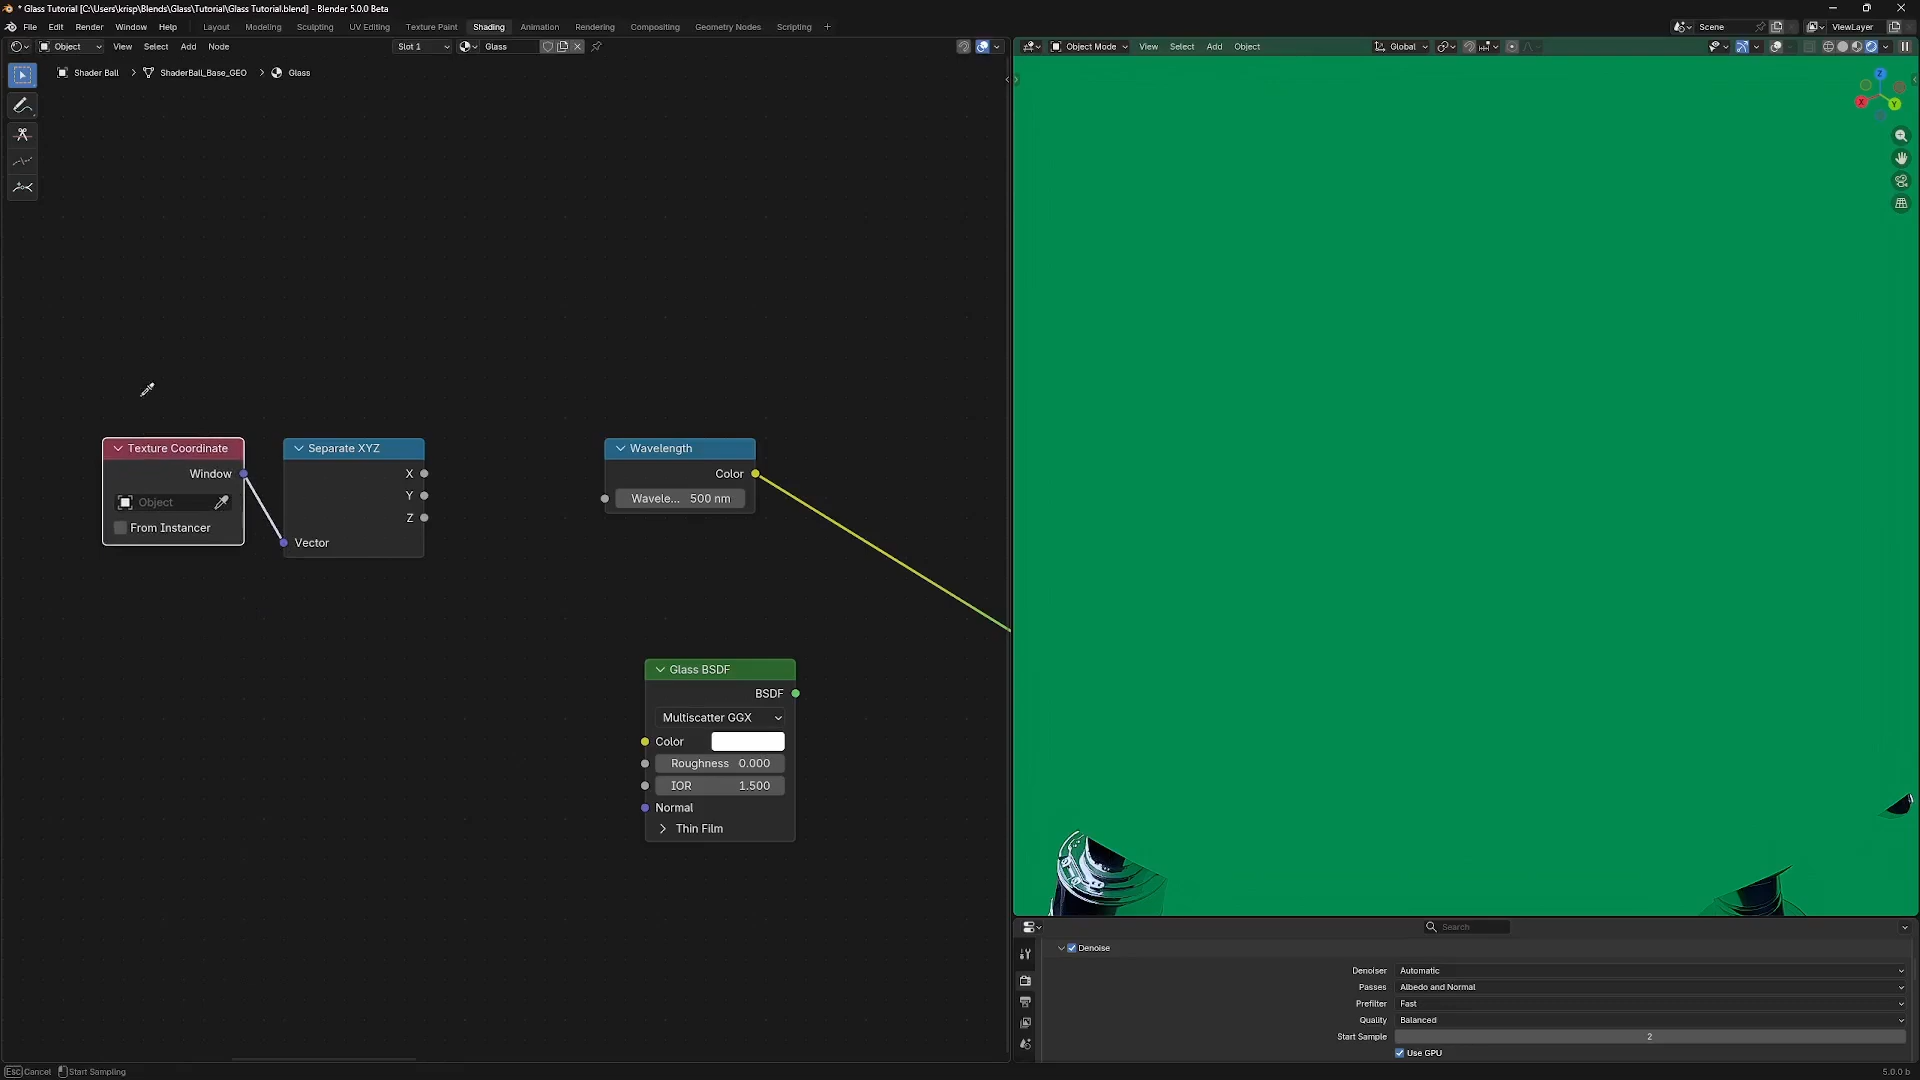 * Glass Tutorial [C:\Users\krisp\Blends\Glass\Tutorial\Glass Tutorial.blend] - Blender 5.0.0 Beta
File Edit Render Window Help Layout Modeling Sculpting UV Editing Texture Paint Shading Animation Rendering Compositing Geometry Nodes Scripting +
Scene
ViewLayer
Object View Select Add Node Slot 1 Glass
Object Mode View Select Add Object Global
Shader Ball > ShaderBall_Base_GEO > Glass
Z
X
Y
Texture Coordinate
Window
Object
From Instancer
Separate XYZ
X
Y
Z
Vector
Wavelength
Color
Wavele... 500 nm
Glass BSDF
BSDF
Multiscatter GGX
Color
Roughness 0.000
IOR 1.500
Normal
Thin Film
Search
Denoise
Denoiser Automatic
Passes Albedo and Normal
Prefilter Fast
Quality Balanced
Start Sample 2
Use GPU
Esc Cancel Start Sampling
5.0.0 b